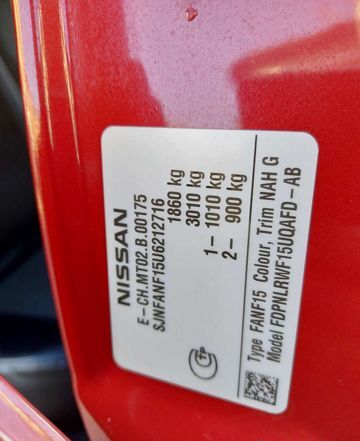 NISSAN
E-CH.MT02.B.00175
SJNFANF15U6212716
1860 kg
3010 kg
1- 1010 kg
2- 900 kg
Type FANF15 Colour, Trim NAH G
Model FDPNLRWF15UQAFD-AB